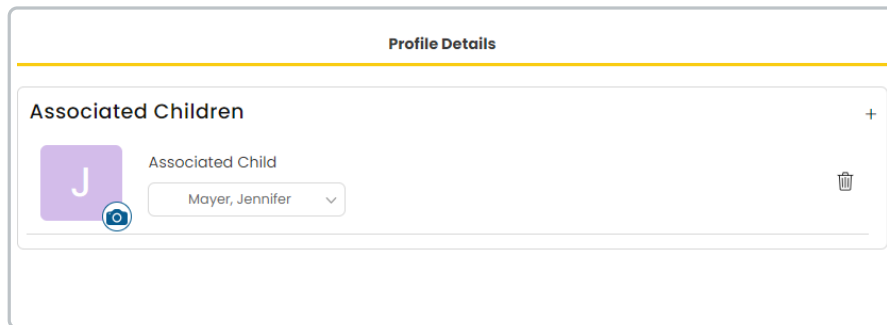 Profile Details
Associated Children
+
J
Associated Child
Mayer, Jennifer